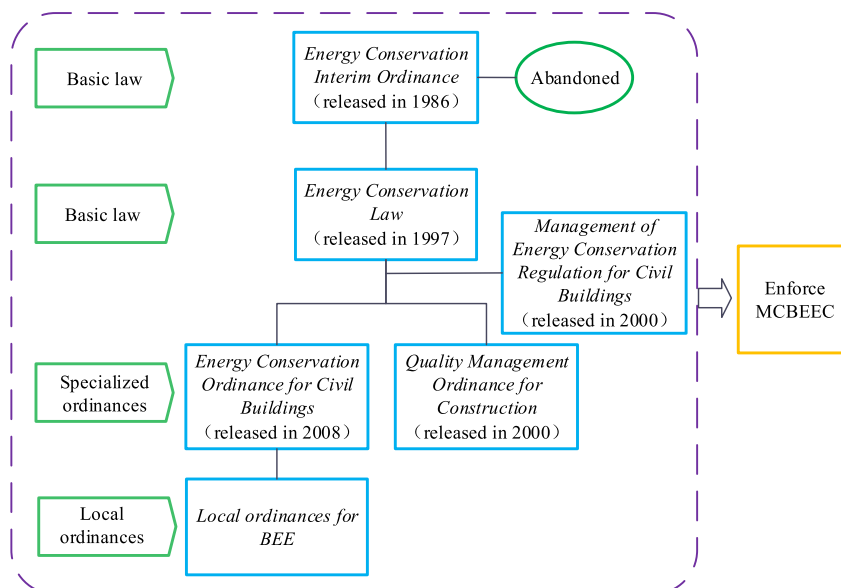 Basic law
Energy Conservation
Interim Ordinance
（released in 1986）
Abandoned
Basic law
Energy Conservation
Law
（released in 1997）
Management of
Energy Conservation
Regulation for Civil
Buildings
（released in 2000）
Enforce
MCBEEC
Specialized
ordinances
Energy Conservation
Ordinance for Civil
Buildings
（released in 2008）
Quality Management
Ordinance for
Construction
（released in 2000）
Local
ordinances
Local ordinances for
BEE